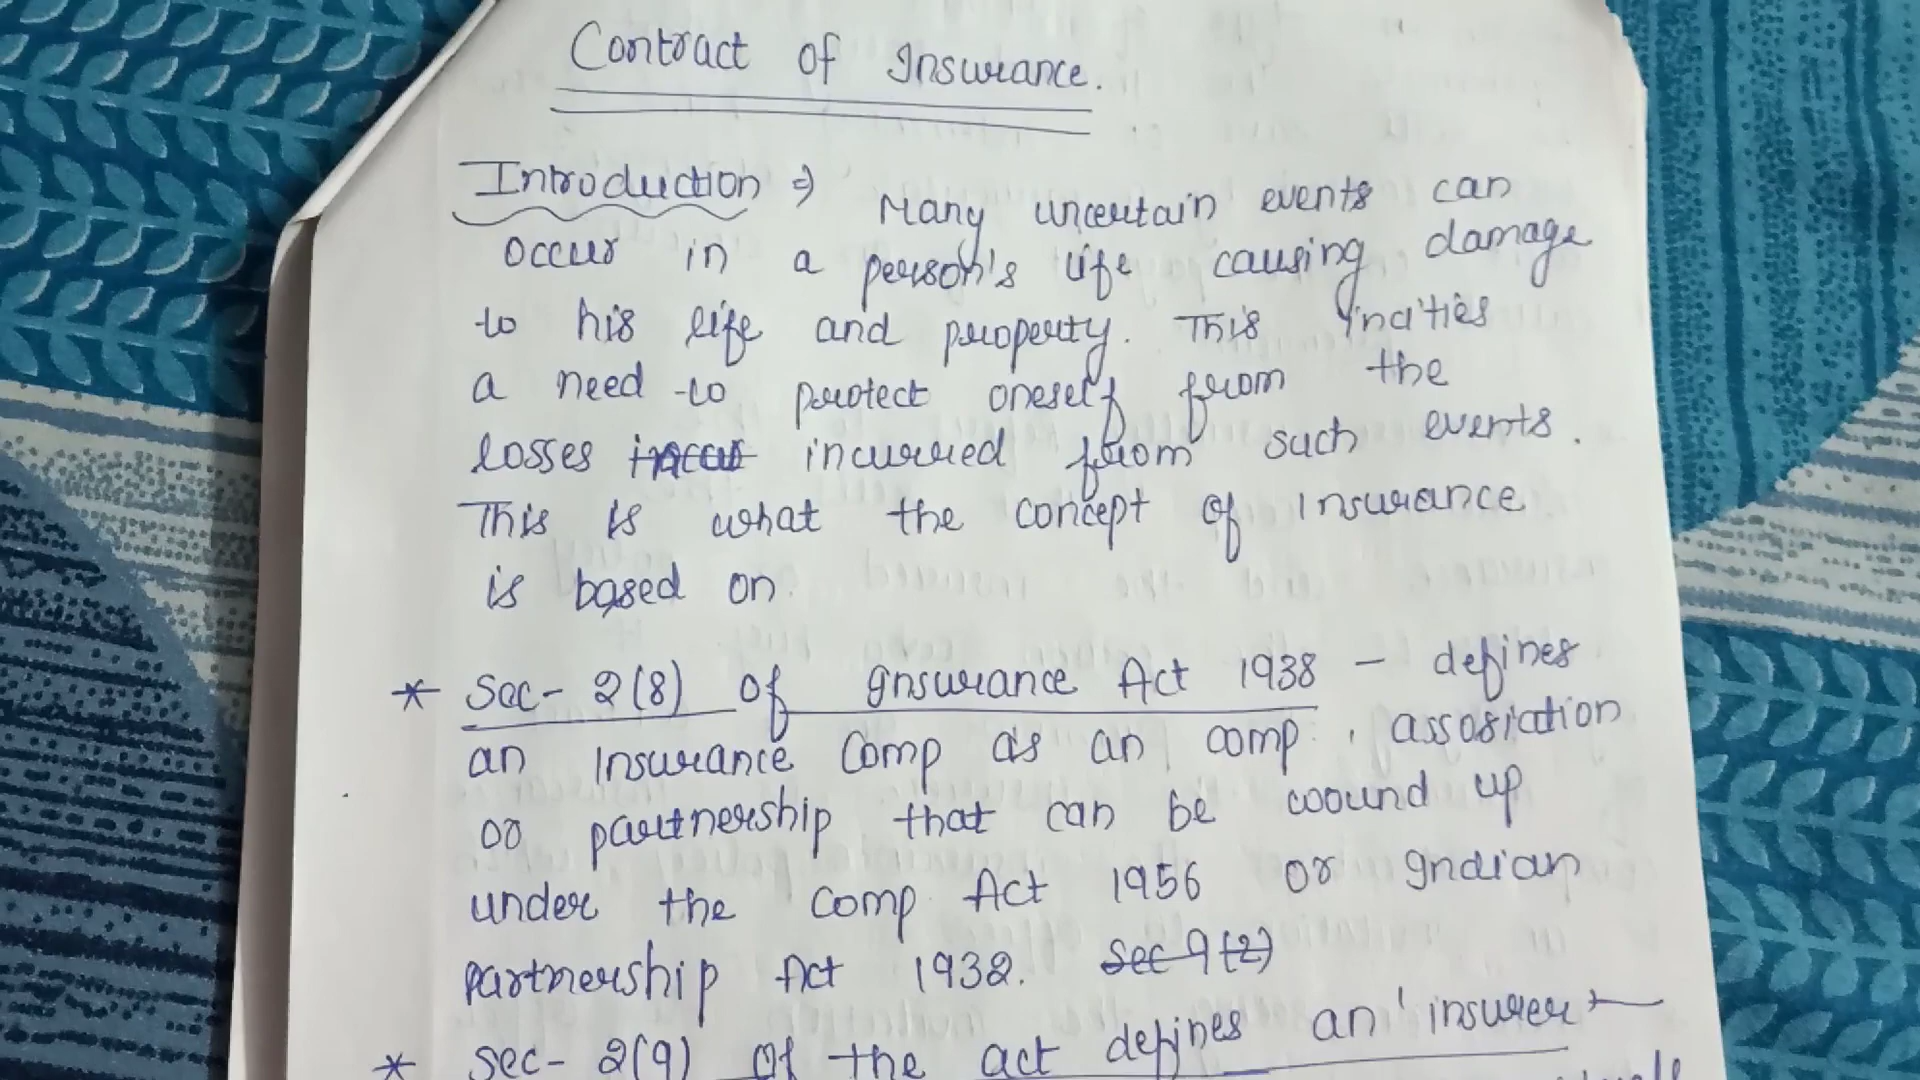 Contract of Insurance.
Introduction ⇒ Many uncertain events can
occur in a person's life causing damage
to his life and property. This incities
a need to protect oneself from the
losses incurred from such events.
This is what the concept of Insurance
is based on.
* Sec- 2(8) of Insurance Act 1938 - defines
an Insurance Comp as an comp, assosiation
or partnership that can be wound up
under the comp Act 1956 or Indian
Partnership Act 1932. Sec 9(2)
* Sec- 2(9) of the act defines an 'insurer